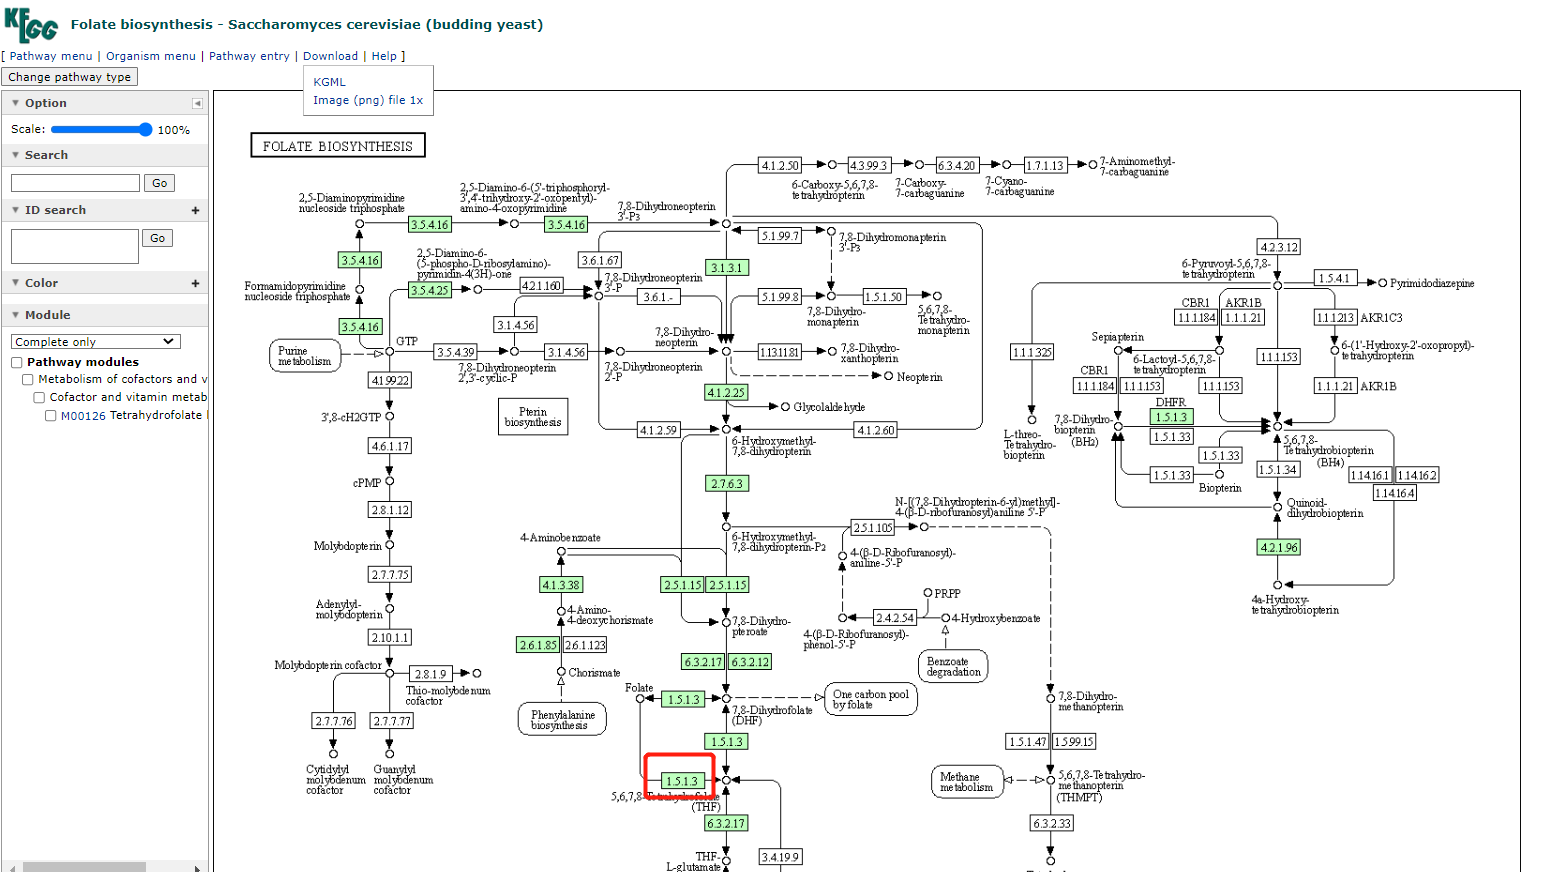 KEGG
Folate biosynthesis - Saccharomyces cerevisiae (budding yeast)
[ Pathway menu | Organism menu | Pathway entry | Download | Help ]
Change pathway type
KGML
Image (png) file 1x
Option
Scale: 100%
Search
Go
ID search +
Go
Color +
Module
Complete only
Pathway modules
Metabolism of cofactors and v
Cofactor and vitamin metab
M00126 Tetrahydrofolate
FOLATE BIOSYNTHESIS
4.1.2.50
4.3.99.3
6.3.4.20
1.7.1.13
7-Aminomethyl-
7-carbaguanine
6-Carboxy-5,6,7,8-
tetrahydropterin
7-Carboxy-
7-carbaguanine
7-Cyano-
7-carbaguanine
2,5-Diaminopyrimidine
nucleoside triphosphate
2,5-Diamino-6-(5'-triphosphoryl-
3',4'-trihydroxy-2'-oxopentyl)-
amino-4-oxopyrimidine
7,8-Dihydroneopterin
3'-P3
3.5.4.16
3.5.4.16
5.1.99.7
7,8-Dihydromonapterin
3'-P3
4.2.3.12
3.5.4.16
2,5-Diamino-6-
(5-phospho-D-ribosylamino)-
pyrimidin-4(3H)-one
3.6.1.67
3.1.3.1
6-Pyruvoyl-5,6,7,8-
tetrahydropterin
1.5.4.1
Pyrimidodiazepine
Formamidopyrimidine
nucleoside triphosphate
3.5.4.25
4.2.1.160
7,8-Dihydroneopterin
3'-P
3.6.1.-
5.1.99.8
1.5.1.50
7,8-Dihydro-
monapterin
5,6,7,8-
Tetrahydro-
monapterin
CBR1
AKR1B
1.1.1.184
1.1.1.21
1.1.1.213
AKR1C3
3.5.4.16
3.1.4.56
7,8-Dihydro-
neopterin
Sepiapterin
GTP
Purine
metabolism
3.5.4.39
3.1.4.56
1.13.11.81
7,8-Dihydro-
xanthopterin
1.1.1.325
6-Lactoyl-5,6,7,8-
tetrahydropterin
1.1.1.153
6-(1'-Hydroxy-2'-oxopropyl)-
tetrahydropterin
7,8-Dihydroneopterin
2',3'-cyclic-P
7,8-Dihydroneopterin
2'-P
Neopterin
4.1.99.22
4.1.2.25
CBR1
1.1.1.184
1.1.1.153
1.1.1.153
1.1.1.21
AKR1B
3',8-cH2GTP
Pterin
biosynthesis
Glycolaldehyde
DHFR
1.5.1.3
4.1.2.59
4.1.2.60
L-threo-
Tetrahydro-
biopterin
7,8-Dihydro-
biopterin
(BH2)
1.5.1.33
4.6.1.17
6-Hydroxymethyl-
7,8-dihydropterin
5,6,7,8-
Tetrahydrobiopterin
(BH4)
1.5.1.33
1.5.1.33
1.5.1.34
1.14.16.1
1.14.16.2
1.14.16.4
Biopterin
cPMP
2.7.6.3
2.8.1.12
N-[(7,8-Dihydropterin-6-yl)methyl]-
4-(β-D-ribofuranosyl)aniline 5'-P
Quinoid-
dihydrobiopterin
2.5.1.105
Molybdopterin
4-Aminobenzoate
6-Hydroxymethyl-
7,8-dihydropterin-P2
4-(β-D-Ribofuranosyl)-
aniline-5'-P
4.2.1.96
2.7.7.75
4.1.3.38
2.5.1.15
2.5.1.15
PRPP
4a-Hydroxy-
tetrahydrobiopterin
Adenylyl-
molybdopterin
4-Amino-
4-deoxychorismate
7,8-Dihydro-
pteroate
2.4.2.54
4-Hydroxybenzoate
4-(β-D-Ribofuranosyl)-
phenol-5'-P
2.10.1.1
2.6.1.85
2.6.1.123
Benzoate
degradation
Molybdopterin cofactor
2.8.1.9
Chorismate
6.3.2.17
6.3.2.12
Thio-molybdenum
cofactor
Folate
1.5.1.3
One carbon pool
by folate
7,8-Dihydro-
methanopterin
Phenylalanine
biosynthesis
7,8-Dihydrofolate
(DHF)
2.7.7.76
2.7.7.77
1.5.1.3
1.5.1.47
1.5.99.15
Cytidylyl
molybdenum
cofactor
Guanylyl
molybdenum
cofactor
1.5.1.3
Methane
metabolism
5,6,7,8-Tetrahydro-
methanopterin
(THMPT)
5,6,7,8-Tetrahydrofolate
(THF)
6.3.2.17
6.3.2.33
THF-
L-glutamate
3.4.19.9